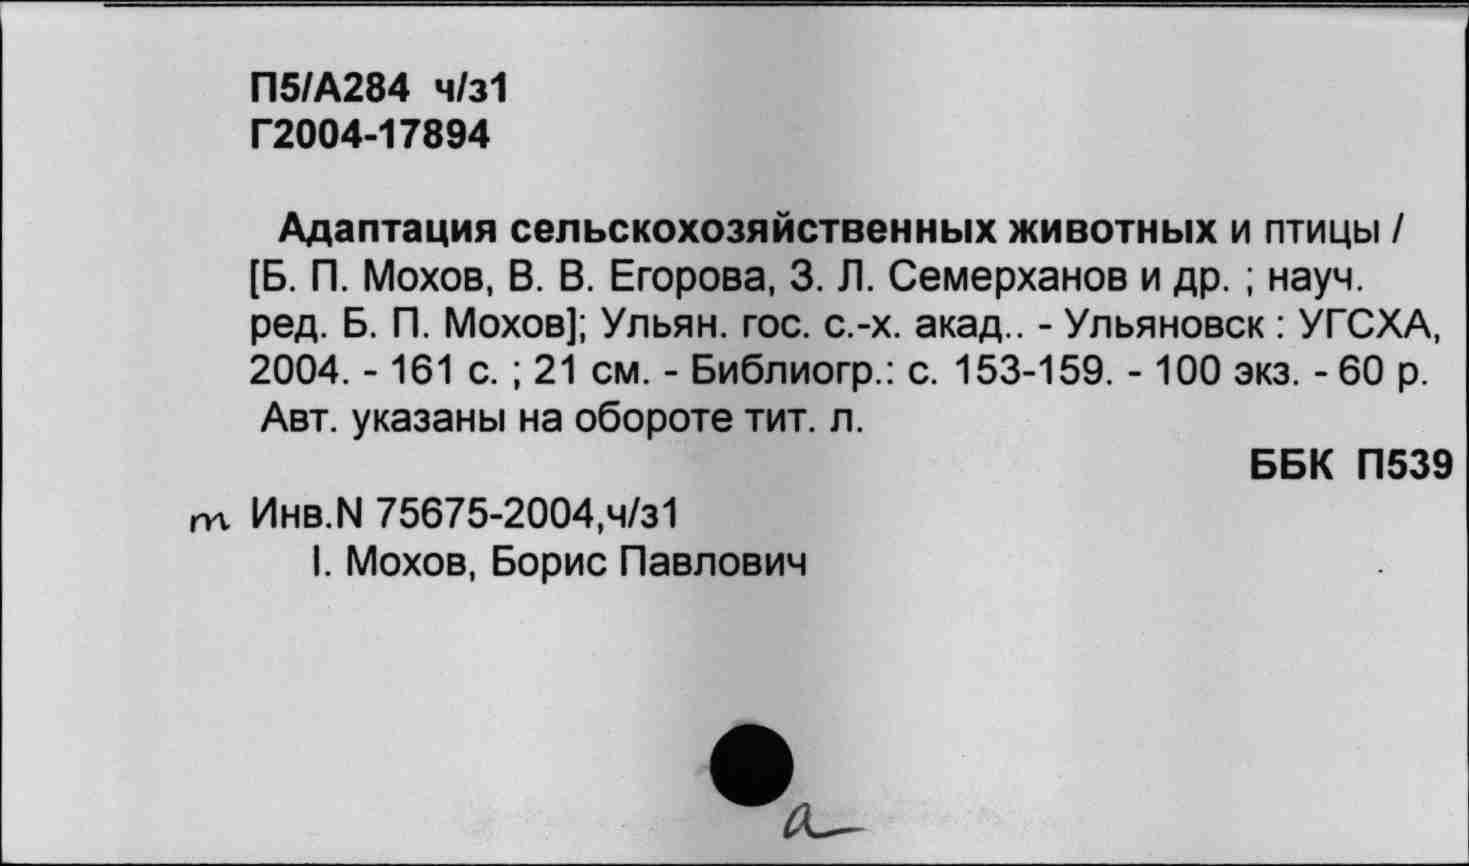 П5/А284 ч/з1
Г2004-17894
Адаптация сельскохозяйственных животных и птицы /
[Б. П. Мохов, В. В. Егорова, З. Л. Семерханов и др. ; науч.
ред. Б. П. Мохов]; Ульян. гос. с.-х. акад.. - Ульяновск : УГСХА,
2004. - 161 с. ; 21 см. - Библиогр.: с. 153-159. - 100 экз. - 60 р.
Авт. указаны на обороте тит. л.
ББК П539
т Инв.N 75675-2004,ч/з1
I. Мохов, Борис Павлович
а